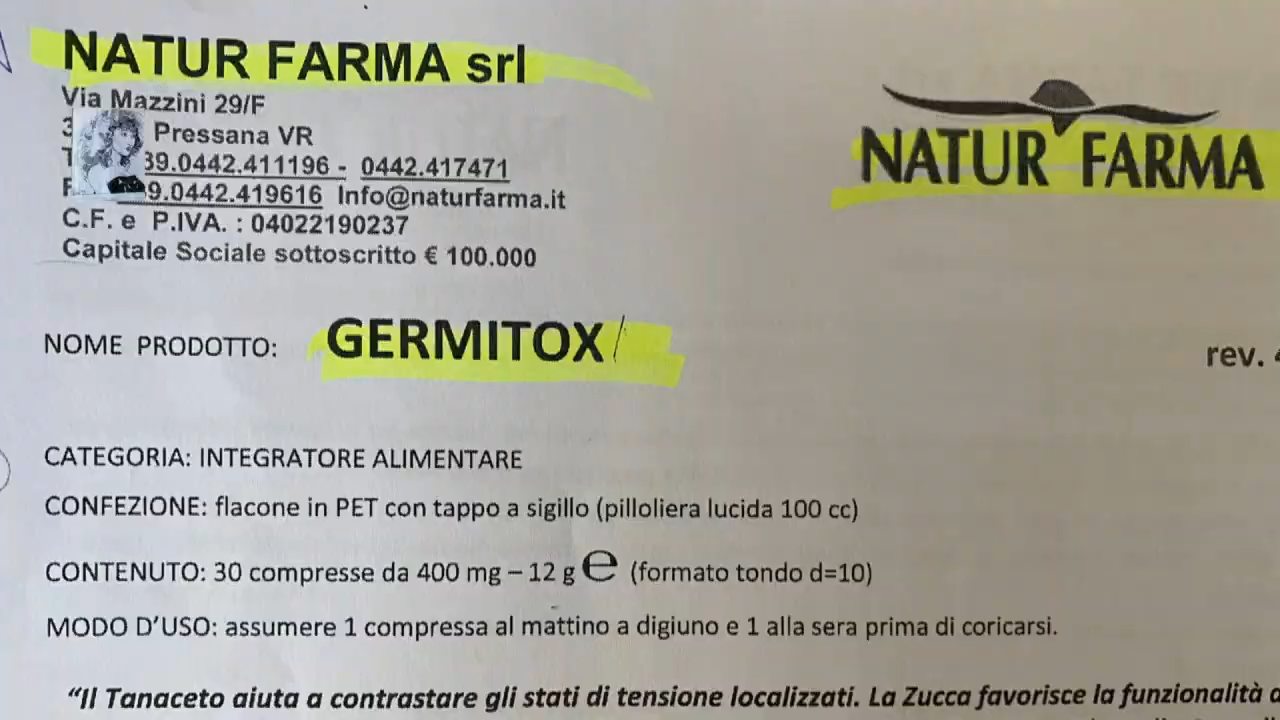 NATUR FARMA srl
Via Mazzini 29/F
Pressana VR
39.0442.411196 - 0442.417471
9.0442.419616 Info@naturfarma.it
C.F. e P.IVA. : 04022190237
Capitale Sociale sottoscritto € 100.000
NATUR FARMA
NOME PRODOTTO: GERMITOX
rev.
CATEGORIA: INTEGRATORE ALIMENTARE
CONFEZIONE: flacone in PET con tappo a sigillo (pilloliera lucida 100 cc)
CONTENUTO: 30 compresse da 400 mg – 12 g ℮ (formato tondo d=10)
MODO D'USO: assumere 1 compressa al mattino a digiuno e 1 alla sera prima di coricarsi.
“Il Tanaceto aiuta a contrastare gli stati di tensione localizzati. La Zucca favorisce la funzionalità